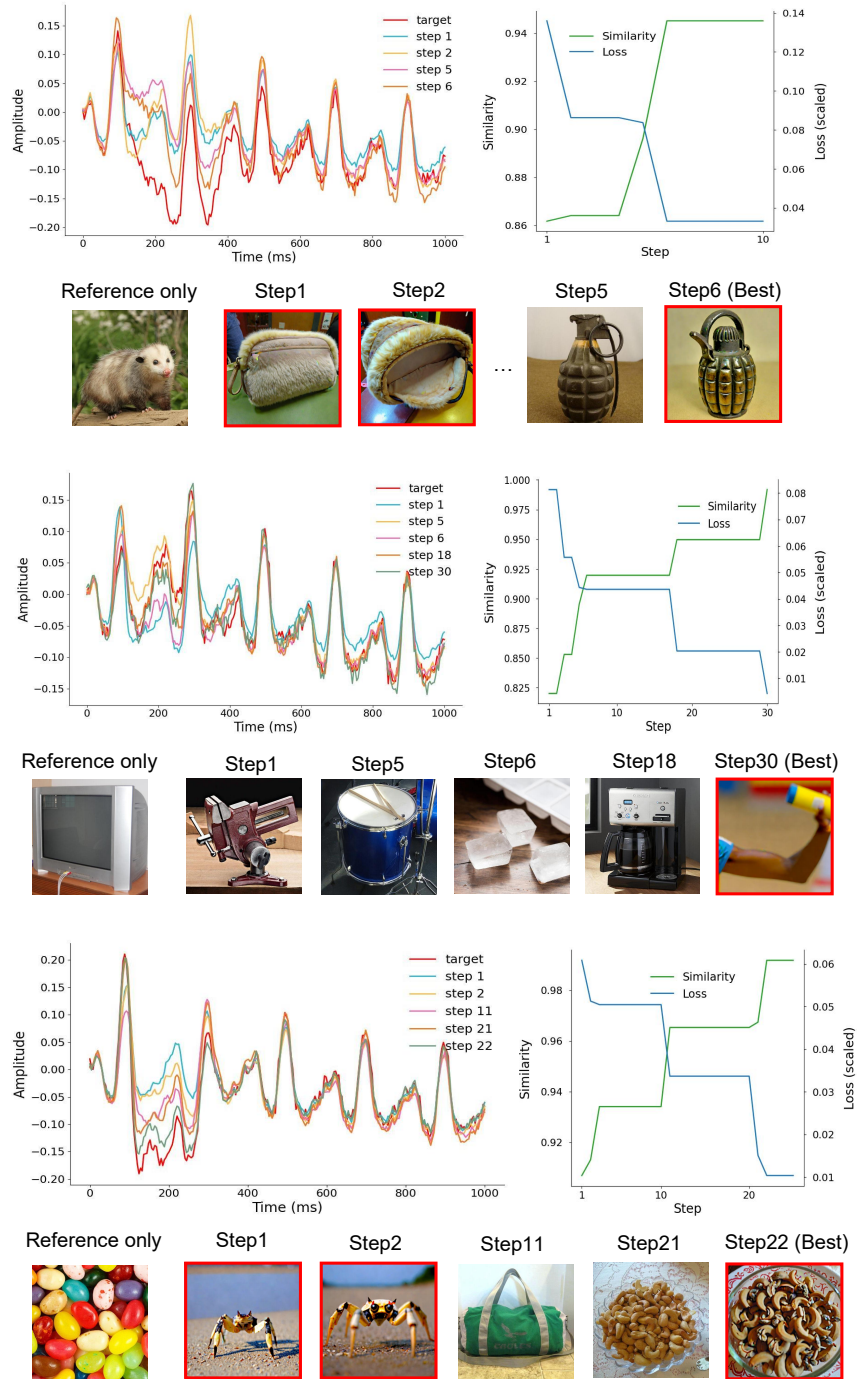 target
step 1
step 2
step 5
step 6
Amplitude
0.15
0.10
0.05
0.00
−0.05
−0.10
−0.15
−0.20
0 200 400 600 800 1000
Time (ms)
Similarity
Loss
Similarity
0.94
0.92
0.90
0.88
0.86
0.14
0.12
0.10
0.08
0.06
0.04
Loss (scaled)
1 10
Step
Reference only Step1 Step2 Step5 Step6 (Best)
...
target
step 1
step 5
step 6
step 18
step 30
Amplitude
0.15
0.10
0.05
0.00
−0.05
−0.10
−0.15
0 200 400 600 800 1000
Time (ms)
Similarity
Loss
Similarity
1.000
0.975
0.950
0.925
0.900
0.875
0.850
0.825
0.08
0.07
0.06
0.05
0.04
0.03
0.02
0.01
Loss (scaled)
1 10 20 30
Step
Reference only Step1 Step5 Step6 Step18 Step30 (Best)
target
step 1
step 2
step 11
step 21
step 22
Amplitude
0.20
0.15
0.10
0.05
0.00
−0.05
−0.10
−0.15
−0.20
0 200 400 600 800 1000
Time (ms)
Similarity
Loss
Similarity
0.98
0.96
0.94
0.92
0.06
0.05
0.04
0.03
0.02
0.01
Loss (scaled)
1 10 20
Step
Reference only Step1 Step2 Step11 Step21 Step22 (Best)